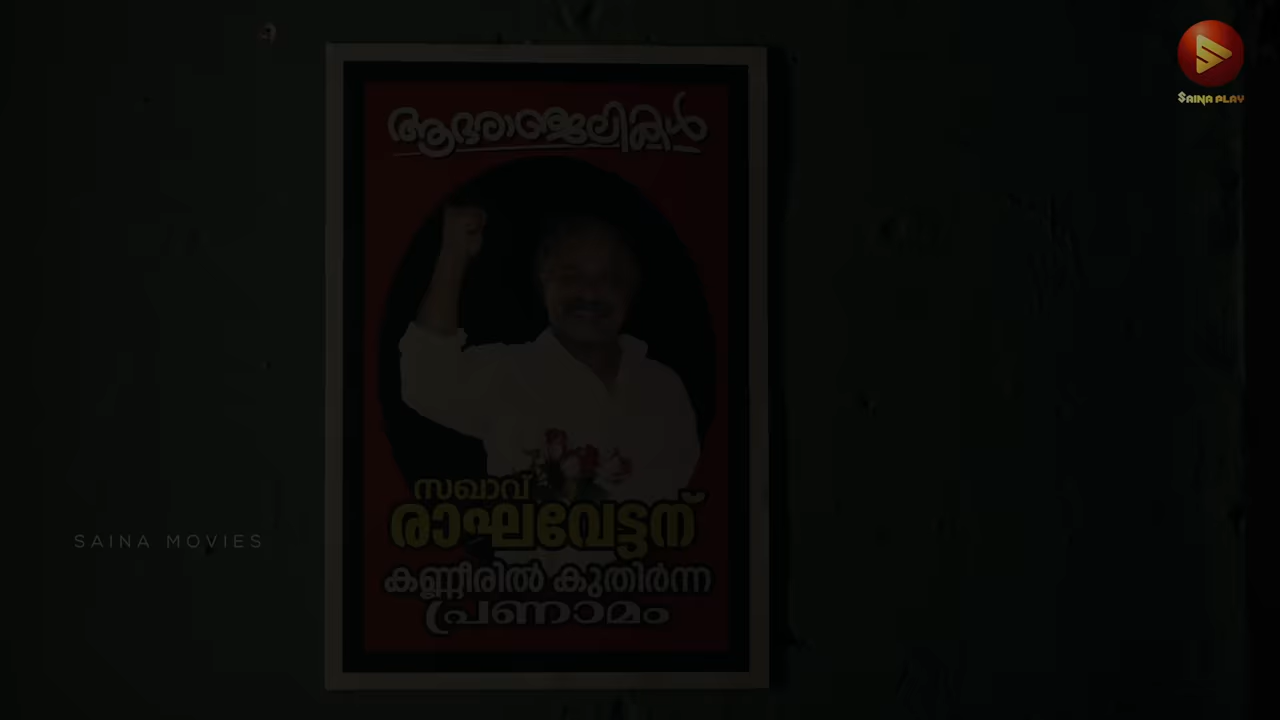 ആദരാഞ്ജലികൾ
സഖാവ്
രാഘവേട്ടന്
കണ്ണീരിൽ കുതിർന്ന
പ്രണാമം
SAINA MOVIES
SAINA PLAY